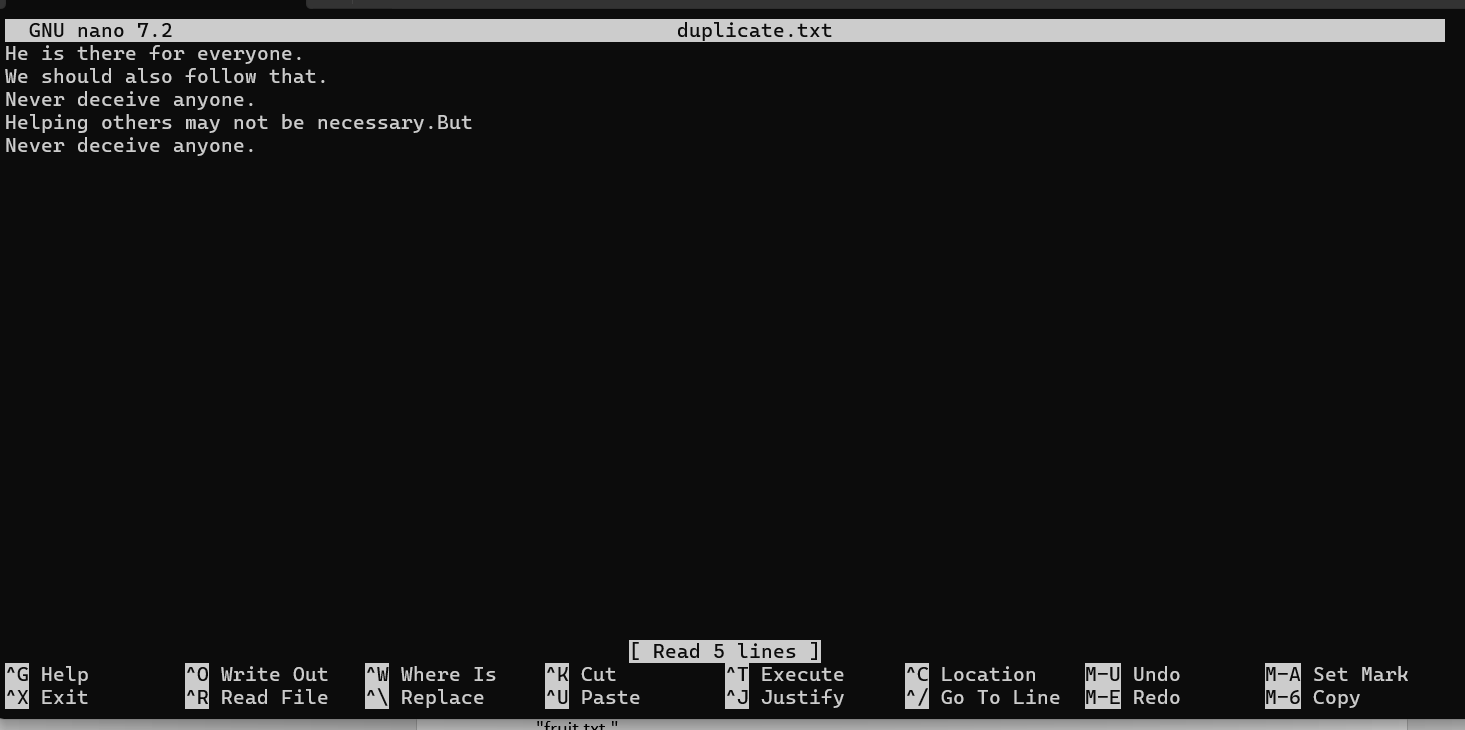 GNU nano 7.2 duplicate.txt
He is there for everyone.
We should also follow that.
Never deceive anyone.
Helping others may not be necessary.But
Never deceive anyone.
[ Read 5 lines ]
^G Help ^O Write Out ^W Where Is ^K Cut ^T Execute ^C Location M-U Undo M-A Set Mark
^X Exit ^R Read File ^\ Replace ^U Paste ^J Justify ^/ Go To Line M-E Redo M-6 Copy
"fruit.txt."